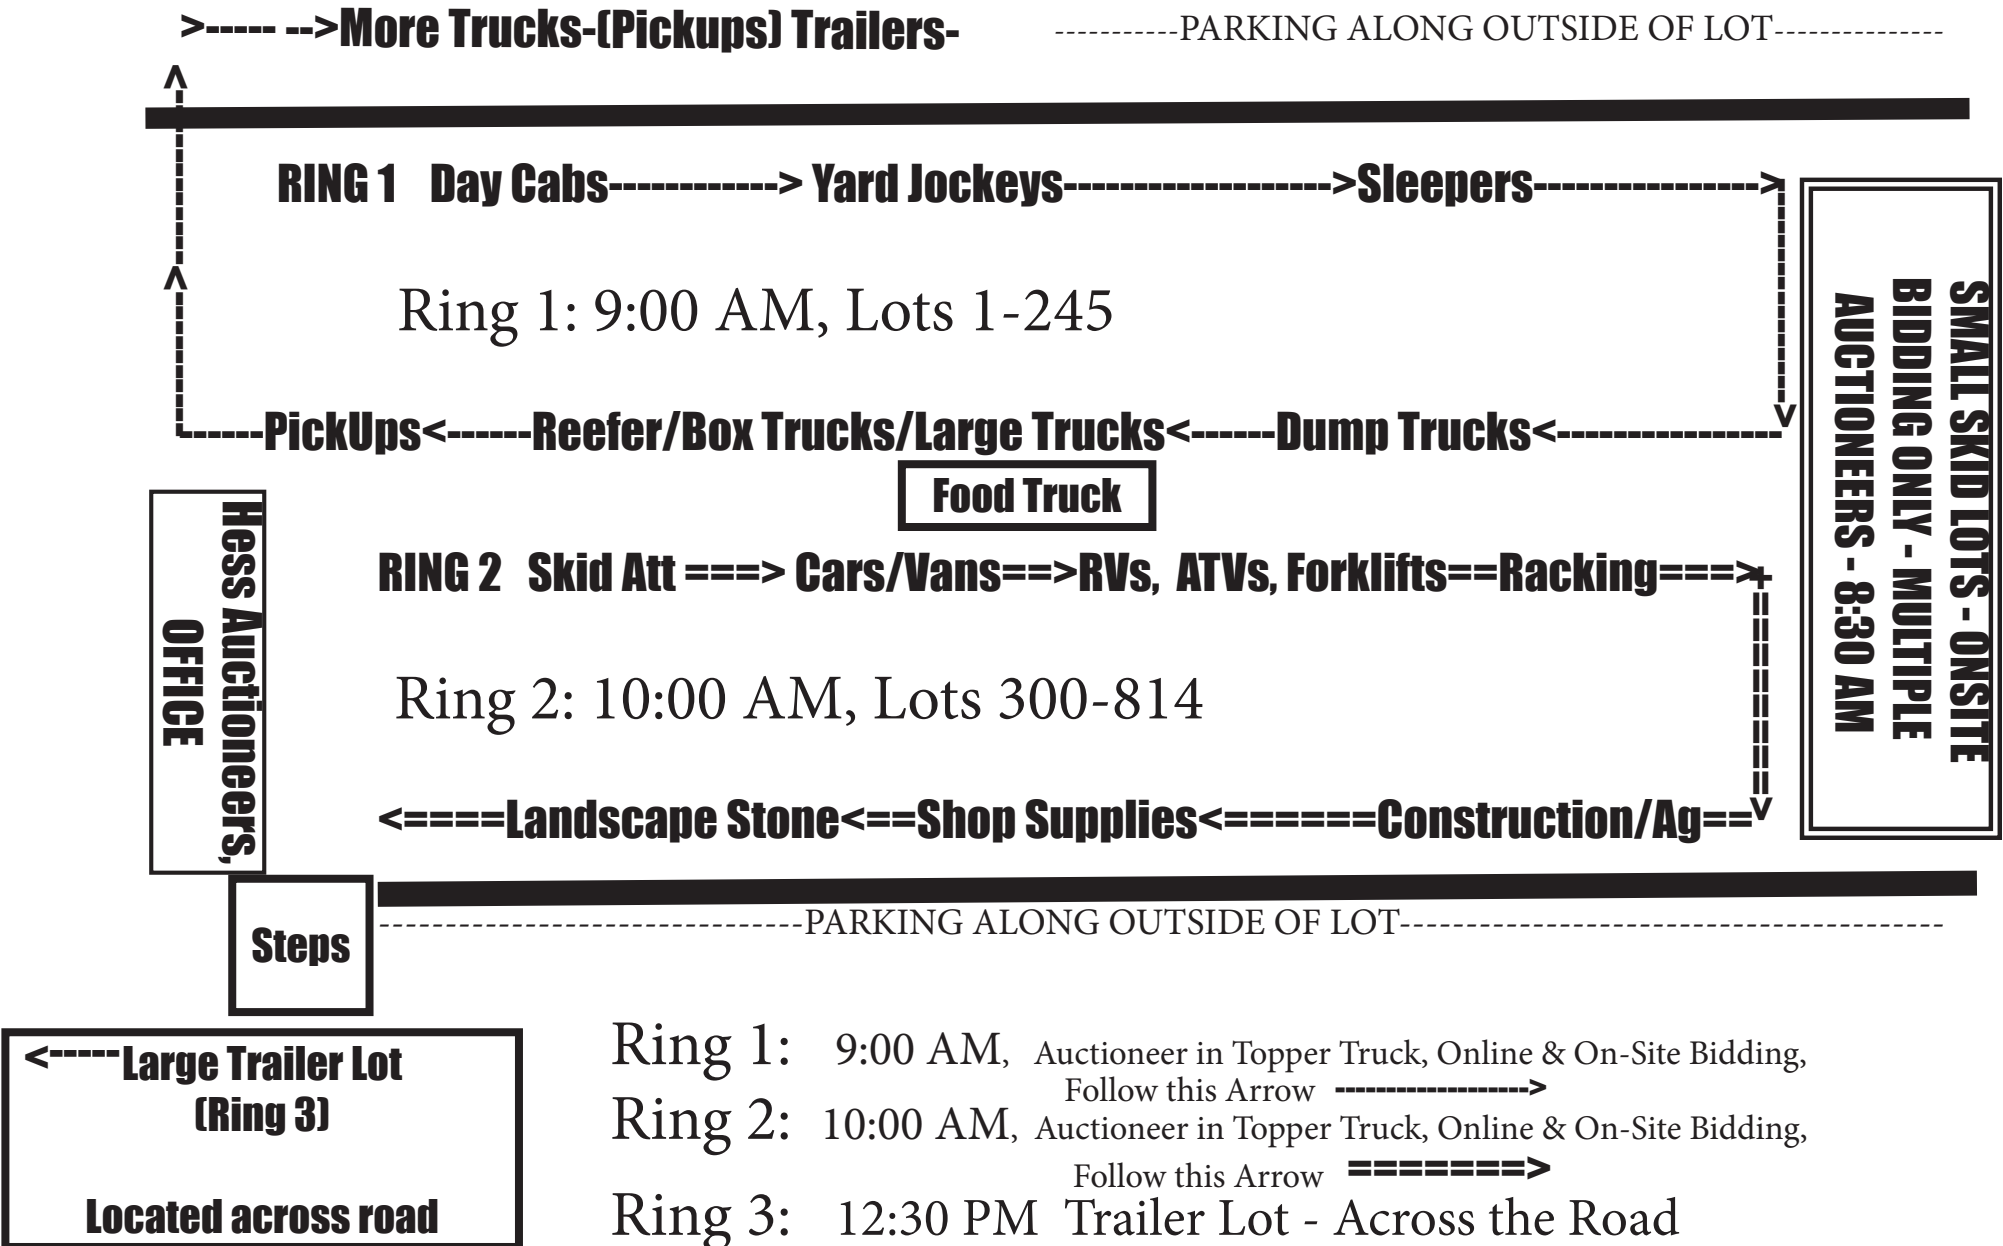 >----- -->More Trucks-(Pickups) Trailers-
-----------PARKING ALONG OUTSIDE OF LOT---------------
RING 1 Day Cabs------------> Yard Jockeys------------------->Sleepers---------------->
Ring 1: 9:00 AM, Lots 1-245
------PickUps<------Reefer/Box Trucks/Large Trucks<------Dump Trucks<----------------
Food Truck
SMALL SKID LOTS - ONSITE
BIDDING ONLY - MULTIPLE
AUCTIONEERS - 8:30 AM
Hess Auctioneers,
OFFICE
RING 2 Skid Att ===> Cars/Vans==>RVs, ATVs, Forklifts==Racking===>+
Ring 2: 10:00 AM, Lots 300-814
<====Landscape Stone<==Shop Supplies<======Construction/Ag==
Steps
--------------------------------PARKING ALONG OUTSIDE OF LOT-----------------------------------------
<-----Large Trailer Lot
(Ring 3)
Located across road
Ring 1: 9:00 AM, Auctioneer in Topper Truck, Online & On-Site Bidding,
Follow this Arrow ------------------->
Ring 2: 10:00 AM, Auctioneer in Topper Truck, Online & On-Site Bidding,
Follow this Arrow =======>
Ring 3: 12:30 PM Trailer Lot - Across the Road